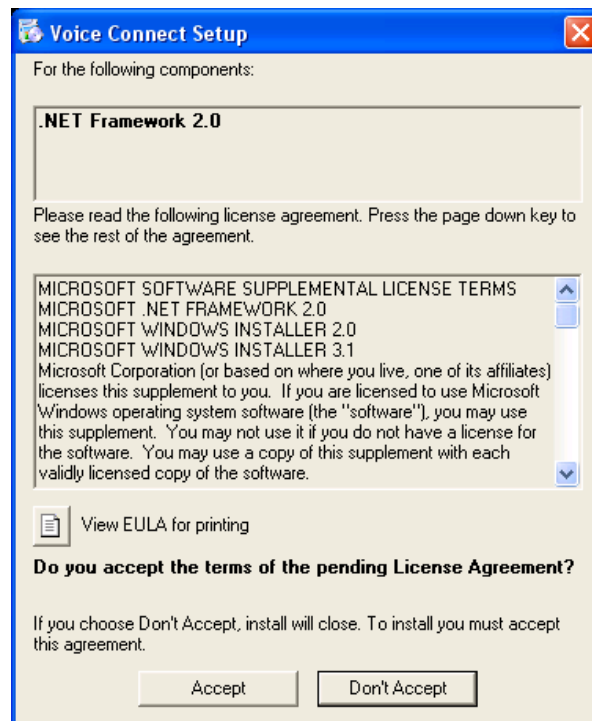 Voice Connect Setup
For the following components:
.NET Framework 2.0
Please read the following license agreement. Press the page down key to
see the rest of the agreement.
MICROSOFT SOFTWARE SUPPLEMENTAL LICENSE TERMS
MICROSOFT .NET FRAMEWORK 2.0
MICROSOFT WINDOWS INSTALLER 2.0
MICROSOFT WINDOWS INSTALLER 3.1
Microsoft Corporation (or based on where you live, one of its affiliates)
licenses this supplement to you.  If you are licensed to use Microsoft
Windows operating system software (the "software"), you may use
this supplement.  You may not use it if you do not have a license for
the software.  You may use a copy of this supplement with each
validly licensed copy of the software.
View EULA for printing
Do you accept the terms of the pending License Agreement?
If you choose Don't Accept, install will close. To install you must accept
this agreement.
Accept
Don't Accept